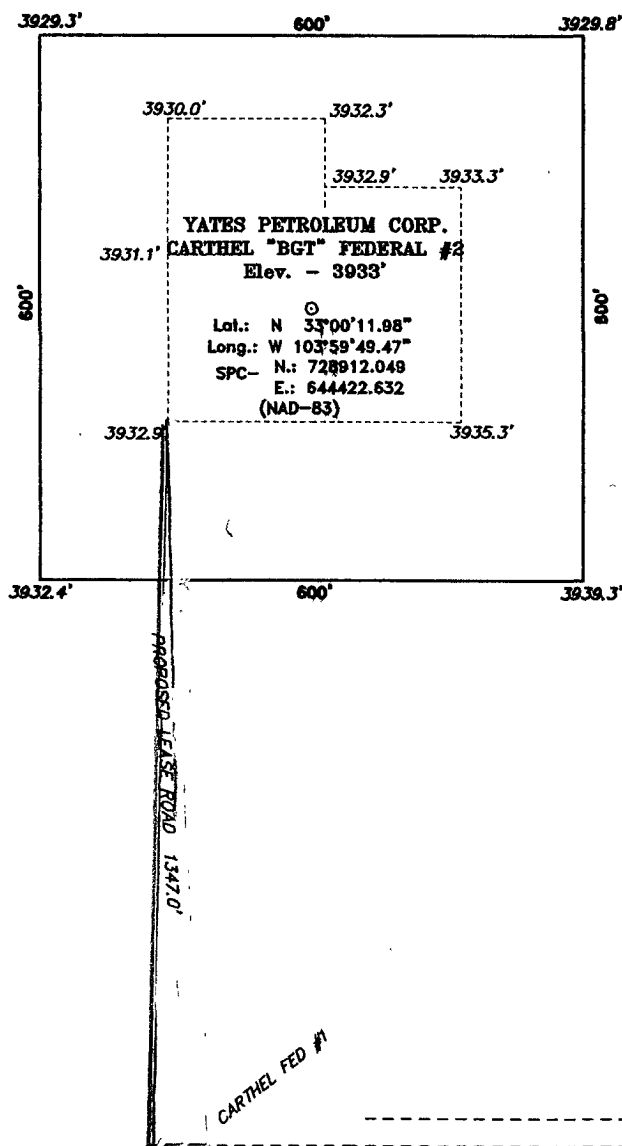 3929.3' 600' 3929.8'
3930.0' 3932.3'
3932.9' 3933.3'
YATES PETROLEUM CORP.
3931.1' CARTHEL "BGT" FEDERAL #2
Elev. - 3933'
600' 600'
Lat.: N 33°00'11.98"
Long.: W 103°59'49.47"
SPC- N.: 728912.049
E.: 644422.632
(NAD-83)
3932.9' 3935.3'
3932.4' 600' 3939.3'
PROPOSED LEASE ROAD 1347.0'
CARTHEL FED #1